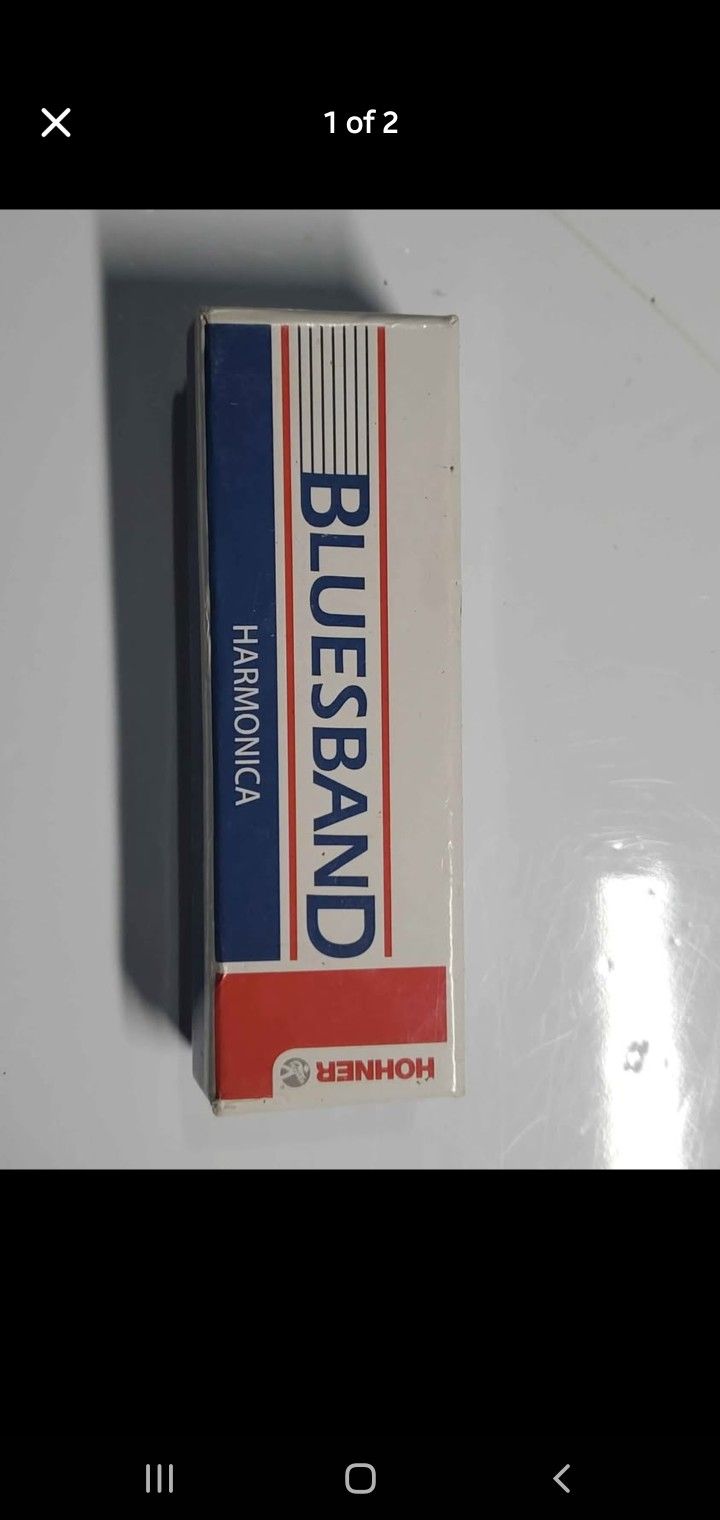 1 of 2
BLUESBAND
HARMONICA
HOHNER